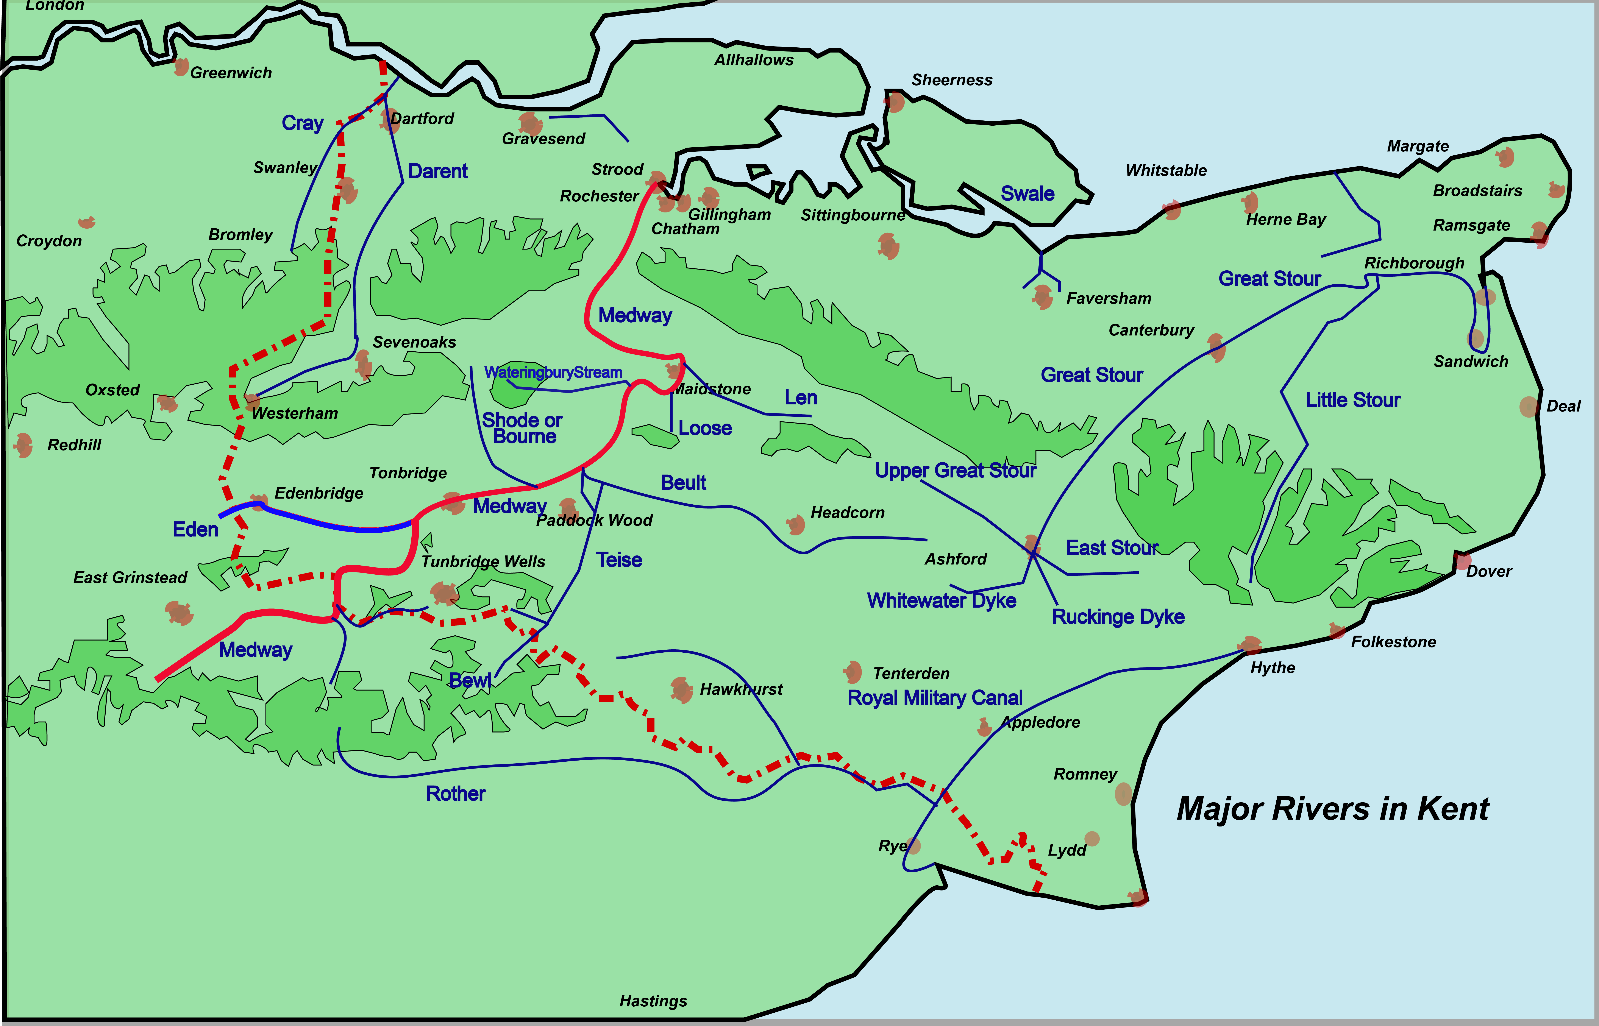 London
Greenwich
Allhallows
Sheerness
Cray
Dartford
Gravesend
Swanley
Darent
Strood
Rochester
Gillingham
Chatham
Sittingbourne
Swale
Whitstable
Margate
Broadstairs
Ramsgate
Herne Bay
Croydon
Bromley
Richborough
Great Stour
Faversham
Medway
Canterbury
Sevenoaks
Sandwich
WateringburyStream
Great Stour
Oxsted
Maidstone
Len
Little Stour
Deal
Westerham
Shode or
Bourne
Loose
Redhill
Tonbridge
Upper Great Stour
Beult
Edenbridge
Medway
Paddock Wood
Headcorn
Eden
Tunbridge Wells
Teise
Ashford
East Stour
Dover
East Grinstead
Whitewater Dyke
Ruckinge Dyke
Medway
Folkestone
Hythe
Bewl
Hawkhurst
Tenterden
Royal Military Canal
Appledore
Rother
Romney
Major Rivers in Kent
Rye
Lydd
Hastings